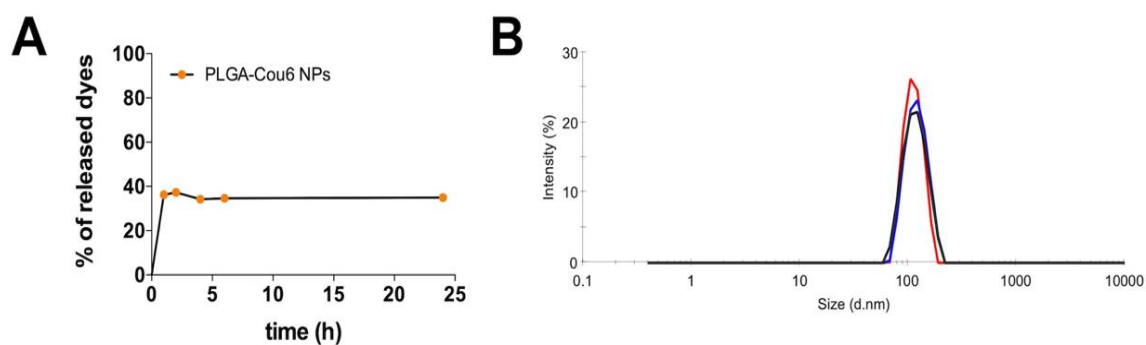 A
% of released dyes
100
80
60
40
20
0
PLGA-Cou6 NPs
0 5 10 15 20 25
time (h)
B
Intensity (%)
30
20
10
0
0.1 1 10 100 1000 10000
Size (d.nm)